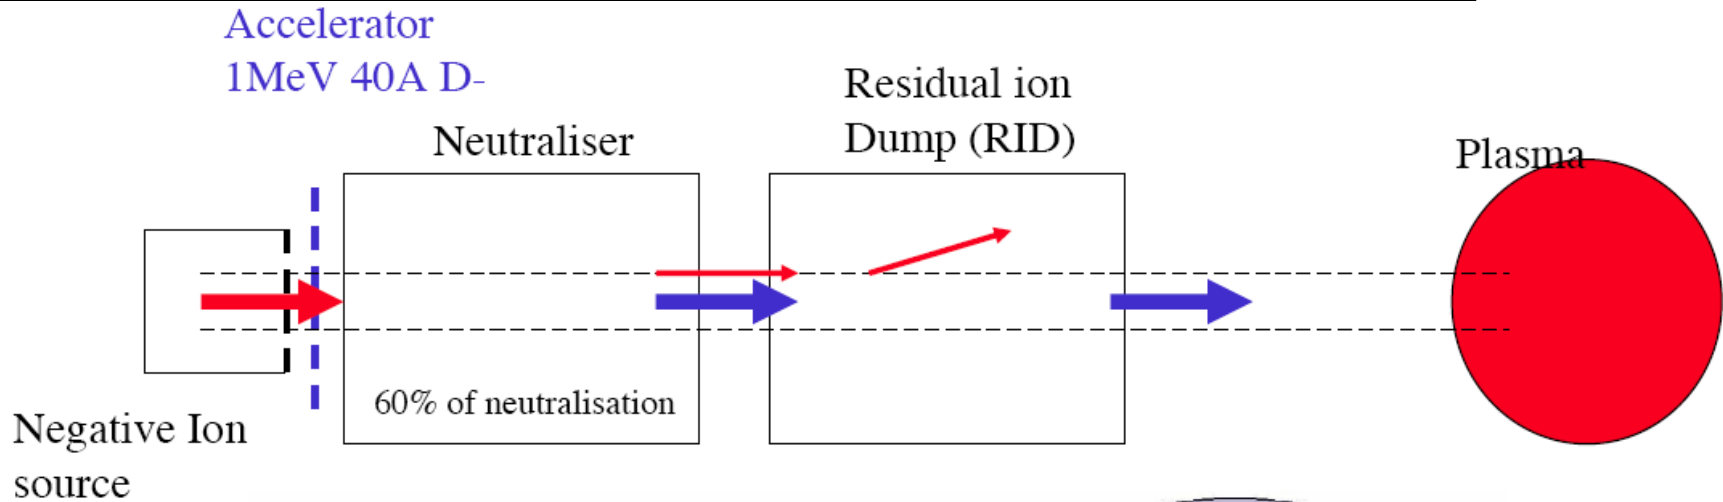 Accelerator
1MeV 40A D-
Residual ion
Dump (RID)
Neutraliser
Plasma
60% of neutralisation
Negative Ion
source